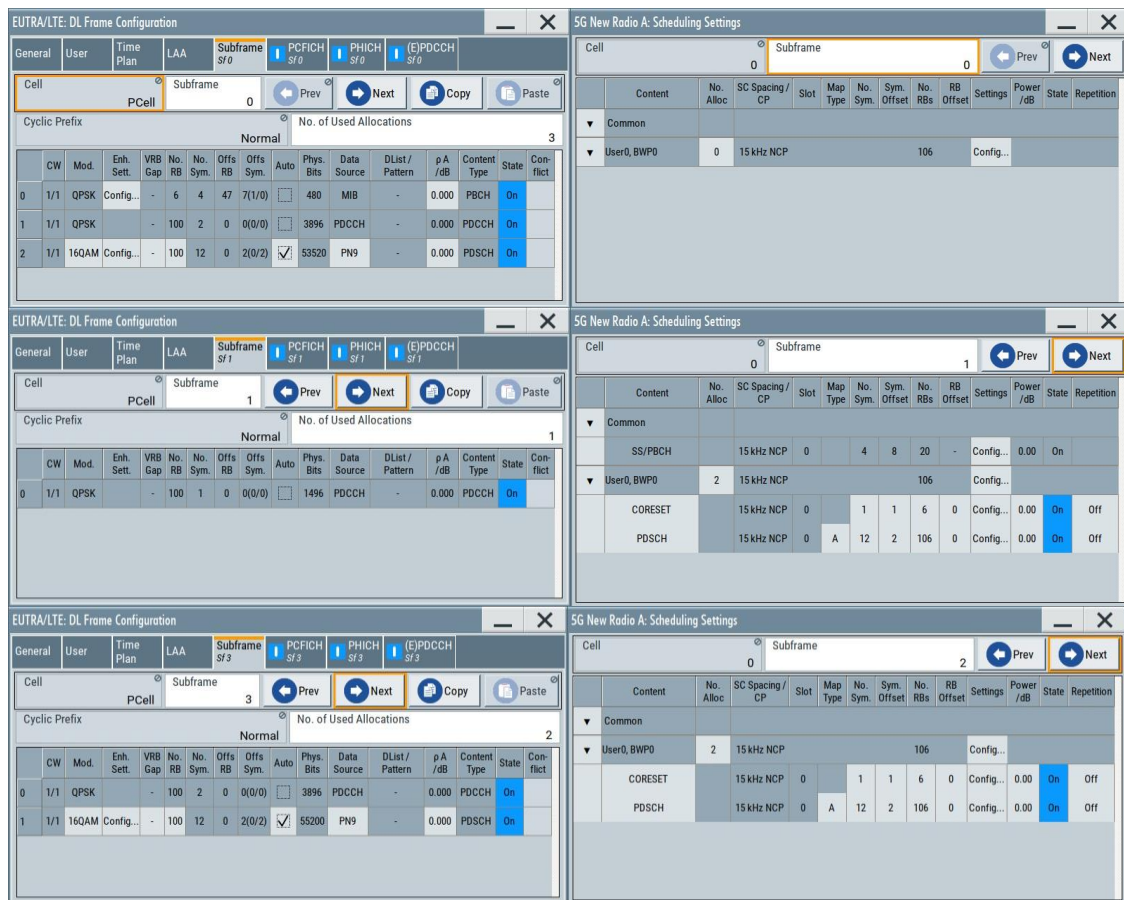 EUTRA/LTE: DL Frame Configuration
General User Time Plan LAA Subframe Sf 0 PCFICH Sf 0 PHICH Sf 0 (E)PDCCH Sf 0
Cell PCell Subframe 0 Prev Next Copy Paste
Cyclic Prefix Normal No. of Used Allocations 3
CW Mod. Enh. Sett. VRB Gap No. RB No. Sym. Offs RB Offs Sym. Auto Phys. Bits Data Source DList / Pattern ρ A /dB Content Type State Con-flict
0 1/1 QPSK Config... - 6 4 47 7(1/0) 480 MIB - 0.000 PBCH On
1 1/1 QPSK - 100 2 0 0(0/0) 3896 PDCCH - 0.000 PDCCH On
2 1/1 16QAM Config... - 100 12 0 2(0/2) 53520 PN9 - 0.000 PDSCH On
5G New Radio A: Scheduling Settings
Cell 0 Subframe 0 Prev Next
Content No. Alloc SC Spacing / CP Slot Map Type No. Sym. Sym. Offset No. RBs RB Offset Settings Power /dB State Repetition
Common
User0, BWP0 0 15 kHz NCP 106 Config...
EUTRA/LTE: DL Frame Configuration
General User Time Plan LAA Subframe Sf 1 PCFICH Sf 1 PHICH Sf 1 (E)PDCCH Sf 1
Cell PCell Subframe 1 Prev Next Copy Paste
Cyclic Prefix Normal No. of Used Allocations 1
CW Mod. Enh. Sett. VRB Gap No. RB No. Sym. Offs RB Offs Sym. Auto Phys. Bits Data Source DList / Pattern ρ A /dB Content Type State Con-flict
0 1/1 QPSK - 100 1 0 0(0/0) 1496 PDCCH - 0.000 PDCCH On
5G New Radio A: Scheduling Settings
Cell 0 Subframe 1 Prev Next
Content No. Alloc SC Spacing / CP Slot Map Type No. Sym. Sym. Offset No. RBs RB Offset Settings Power /dB State Repetition
Common
SS/PBCH 15 kHz NCP 0 4 8 20 - Config... 0.00 On
User0, BWP0 2 15 kHz NCP 106 Config...
CORESET 15 kHz NCP 0 1 1 6 0 Config... 0.00 On Off
PDSCH 15 kHz NCP 0 A 12 2 106 0 Config... 0.00 On Off
EUTRA/LTE: DL Frame Configuration
General User Time Plan LAA Subframe Sf 3 PCFICH Sf 3 PHICH Sf 3 (E)PDCCH Sf 3
Cell PCell Subframe 3 Prev Next Copy Paste
Cyclic Prefix Normal No. of Used Allocations 2
CW Mod. Enh. Sett. VRB Gap No. RB No. Sym. Offs RB Offs Sym. Auto Phys. Bits Data Source DList / Pattern ρ A /dB Content Type State Con-flict
0 1/1 QPSK - 100 2 0 0(0/0) 3896 PDCCH - 0.000 PDCCH On
1 1/1 16QAM Config... - 100 12 0 2(0/2) 55200 PN9 - 0.000 PDSCH On
5G New Radio A: Scheduling Settings
Cell 0 Subframe 2 Prev Next
Content No. Alloc SC Spacing / CP Slot Map Type No. Sym. Sym. Offset No. RBs RB Offset Settings Power /dB State Repetition
Common
User0, BWP0 2 15 kHz NCP 106 Config...
CORESET 15 kHz NCP 0 1 1 6 0 Config... 0.00 On Off
PDSCH 15 kHz NCP 0 A 12 2 106 0 Config... 0.00 On Off